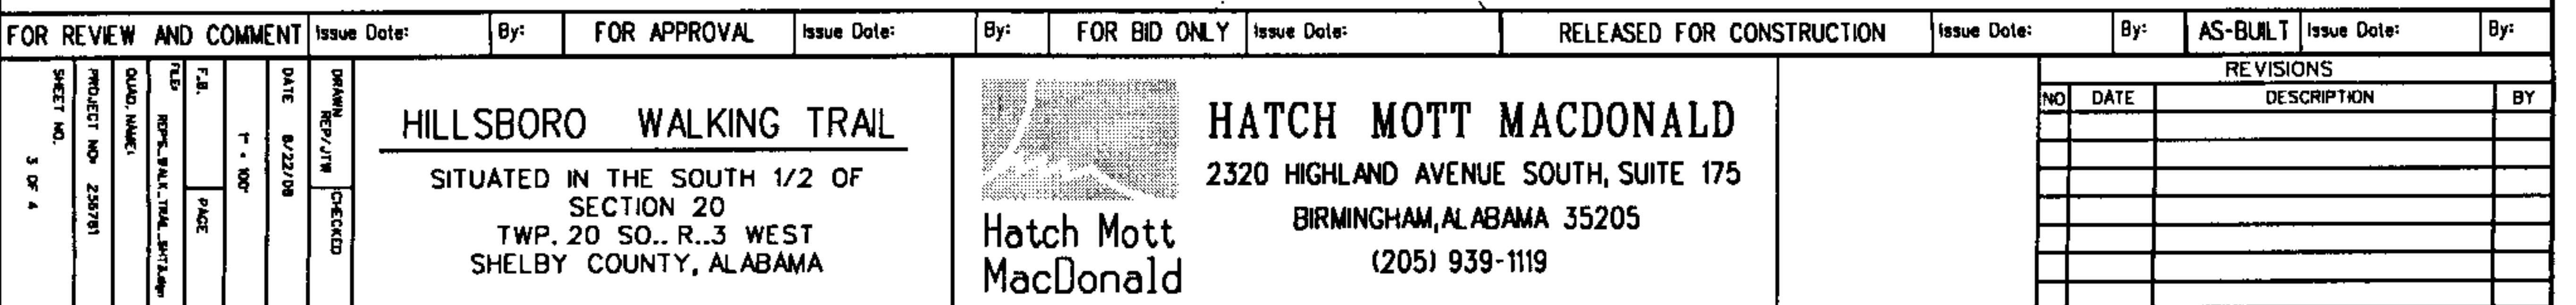 FOR REVIEW AND COMMENT Issue Date: By: FOR APPROVAL Issue Date: By: FOR BID ONLY Issue Date: RELEASED FOR CONSTRUCTION Issue Date: By: AS-BUILT Issue Date: By:
SHEET NO.
3 OF 4
PROJECT NO: 255781
QUAD. NAME:
FILE:
F.B.
PAGE
1" = 100'
DATE 8/22/08
DRAWN
REP/JTW
CHECKED
HILLSBORO WALKING TRAIL
SITUATED IN THE SOUTH 1/2 OF
SECTION 20
TWP. 20 SO.. R..3 WEST
SHELBY COUNTY, ALABAMA
Hatch Mott
MacDonald
HATCH MOTT MACDONALD
2320 HIGHLAND AVENUE SOUTH, SUITE 175
BIRMINGHAM, ALABAMA 35205
(205) 939-1119
REVISIONS
NO DATE DESCRIPTION BY